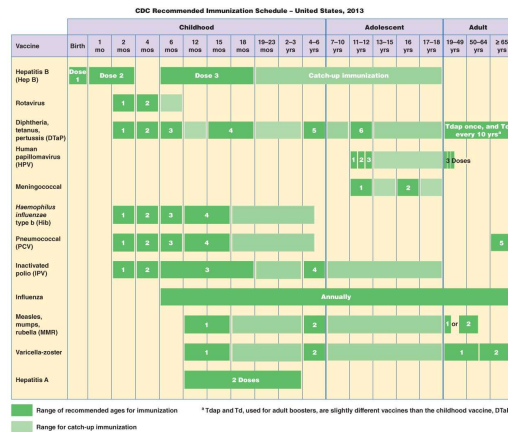 CDC Recommended Immunization Schedule – United States, 2013
Childhood Adolescent Adult
Vaccine Birth 1 mo 2 mos 4 mos 6 mos 12 mos 15 mos 18 mos 19–23 mos 2–3 yrs 4–6 yrs 7–10 yrs 11–12 yrs 13–15 yrs 16 yrs 17–18 yrs 19–49 yrs 50–64 yrs ≥ 65 yrs
Hepatitis B
(Hep B)
Dose 1 Dose 2 Dose 3 Catch-up Immunization
Rotavirus 1 2
Diphtheria,
tetanus,
pertussis (DTaP)
1 2 3 4 5 6
Tdap once, and Td
every 10 yrsᵃ
Human
papillomavirus
(HPV)
1 2 3 3 Doses
Meningococcal 1 2
Haemophilus
influenzae
type b (Hib)
1 2 3 4
Pneumococcal
(PCV)
1 2 3 4 5
Inactivated
polio (IPV)
1 2 3 4
Influenza Annually
Measles,
mumps,
rubella (MMR)
1 2 1 or 2
Varicella-zoster 1 2 1 2
Hepatitis A 2 Doses
Range of recommended ages for immunization
ᵃ Tdap and Td, used for adult boosters, are slightly different vaccines than the childhood vaccine, DTaP
Range for catch-up immunization